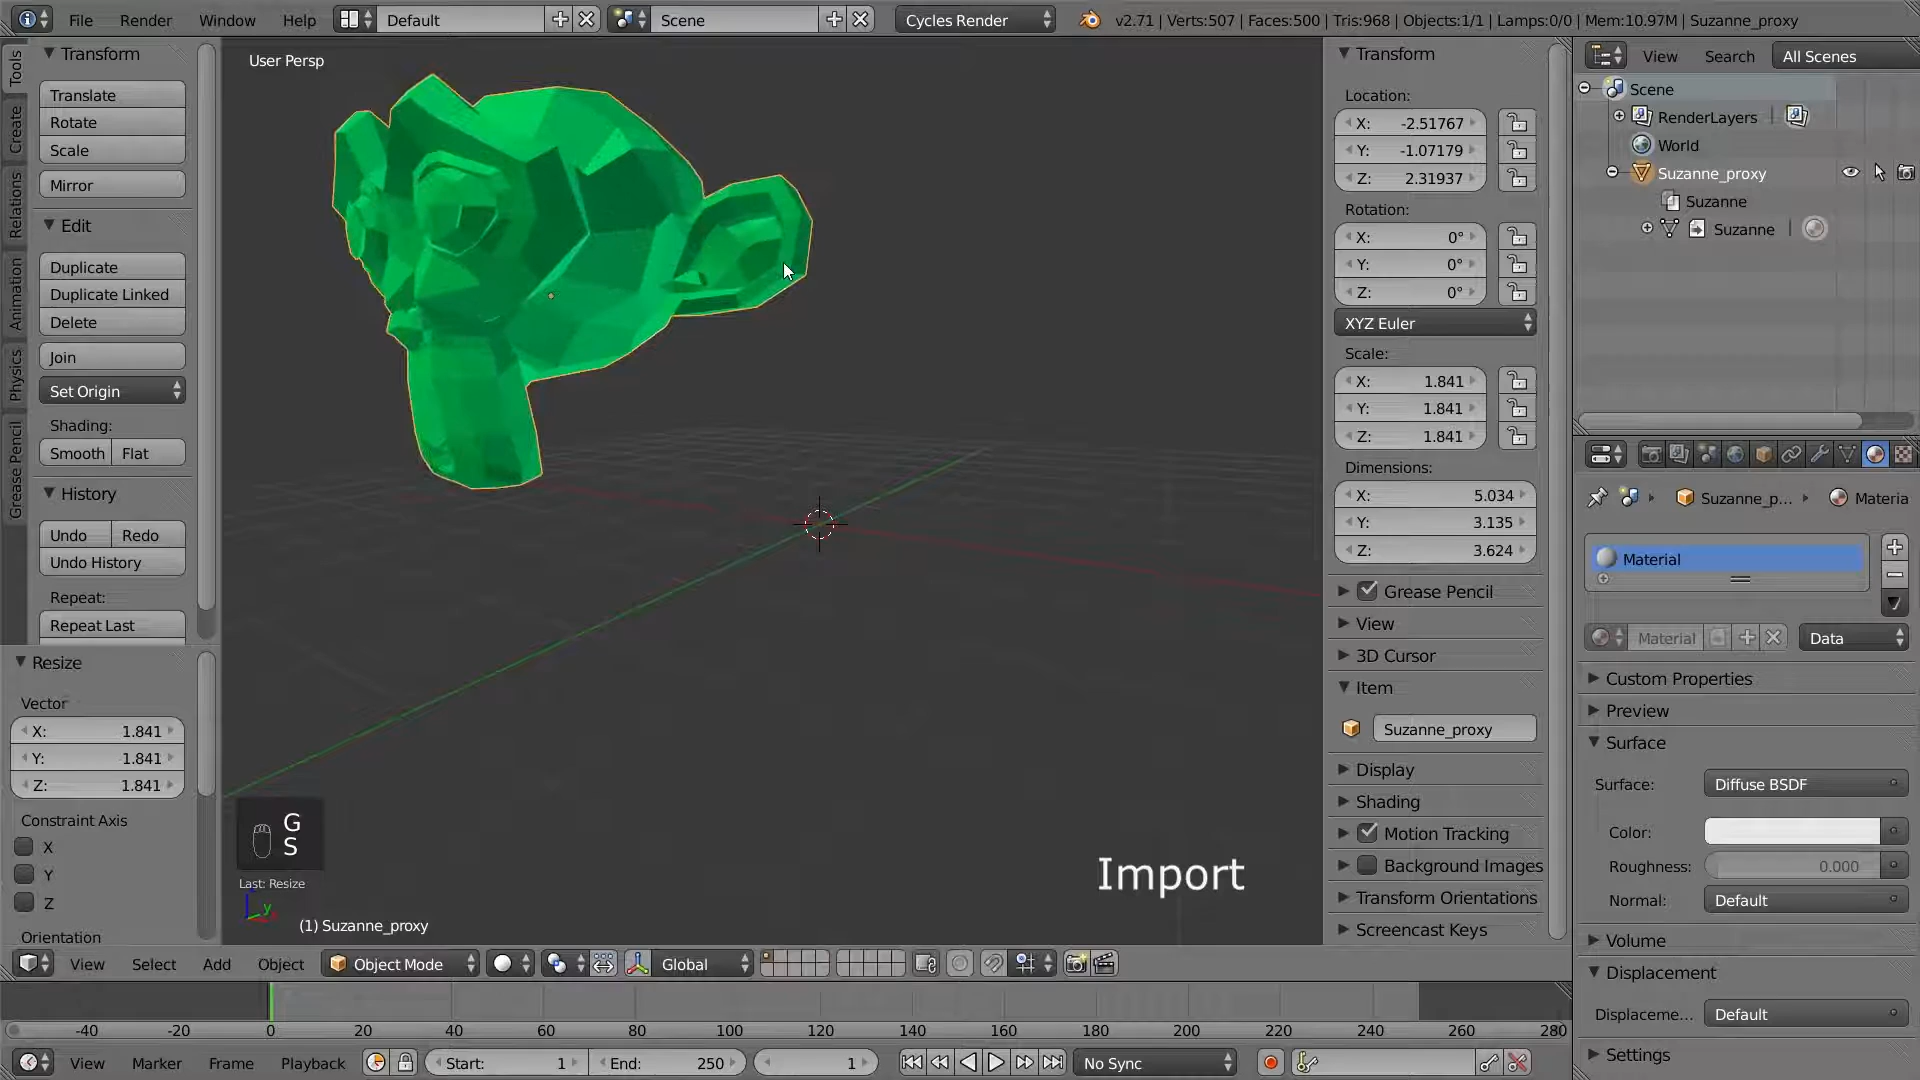 File Render Window Help Default Scene Cycles Render v2.71 | Verts:507 | Faces:500 | Tris:968 | Objects:1/1 | Lamps:0/0 | Mem:10.97M | Suzanne_proxy
Tools
Create
Relations
Animation
Physics
Grease Pencil
Transform
Translate
Rotate
Scale
Mirror
Edit
Duplicate
Duplicate Linked
Delete
Join
Set Origin
Shading:
Smooth Flat
History
Undo Redo
Undo History
Repeat:
Repeat Last
Resize
Vector
X: 1.841
Y: 1.841
Z: 1.841
Constraint Axis
X
Y
Z
Orientation
User Persp
G
S
Last: Resize
y
(1) Suzanne_proxy
Import
Transform
Location:
X: -2.51767
Y: -1.07179
Z: 2.31937
Rotation:
X: 0°
Y: 0°
Z: 0°
XYZ Euler
Scale:
X: 1.841
Y: 1.841
Z: 1.841
Dimensions:
X: 5.034
Y: 3.135
Z: 3.624
Grease Pencil
View
3D Cursor
Item
Suzanne_proxy
Display
Shading
Motion Tracking
Background Images
Transform Orientations
Screencast Keys
View Search All Scenes
Scene
RenderLayers
World
Suzanne_proxy
Suzanne
Suzanne
Suzanne_p... Materia
Material
Material Data
Custom Properties
Preview
Surface
Surface: Diffuse BSDF
Color:
Roughness: 0.000
Normal: Default
Volume
Displacement
Displaceme... Default
Settings
View Select Add Object Object Mode Global
-40 -20 0 20 40 60 80 100 120 140 160 180 200 220 240 260 280
View Marker Frame Playback Start: 1 End: 250 1 No Sync